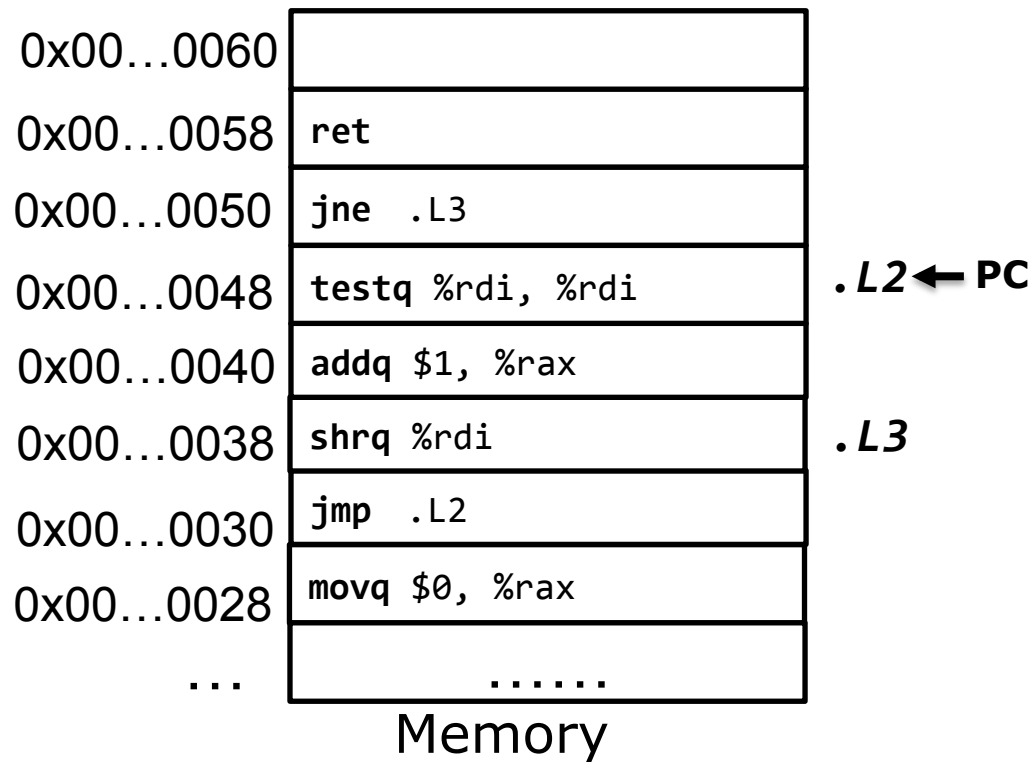 0x00…0060
0x00…0058 ret
0x00…0050 jne .L3
0x00…0048 testq %rdi, %rdi .L2 PC
0x00…0040 addq $1, %rax
0x00…0038 shrq %rdi .L3
0x00…0030 jmp .L2
0x00…0028 movq $0, %rax
... ......
Memory